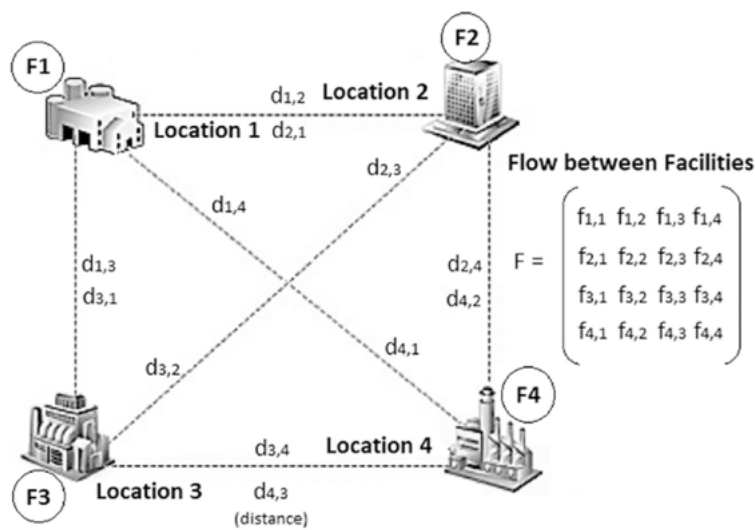 F1
F2
Location 2
d1,2
Location 1
d2,1
d2,3
Flow between Facilities
d1,4
f1,1 f1,2 f1,3 f1,4
d1,3
d2,4
F =
f2,1 f2,2 f2,3 f2,4
d3,1
d4,2
f3,1 f3,2 f3,3 f3,4
f4,1 f4,2 f4,3 f4,4
d4,1
d3,2
F4
d3,4
Location 4
F3
Location 3
d4,3
(distance)